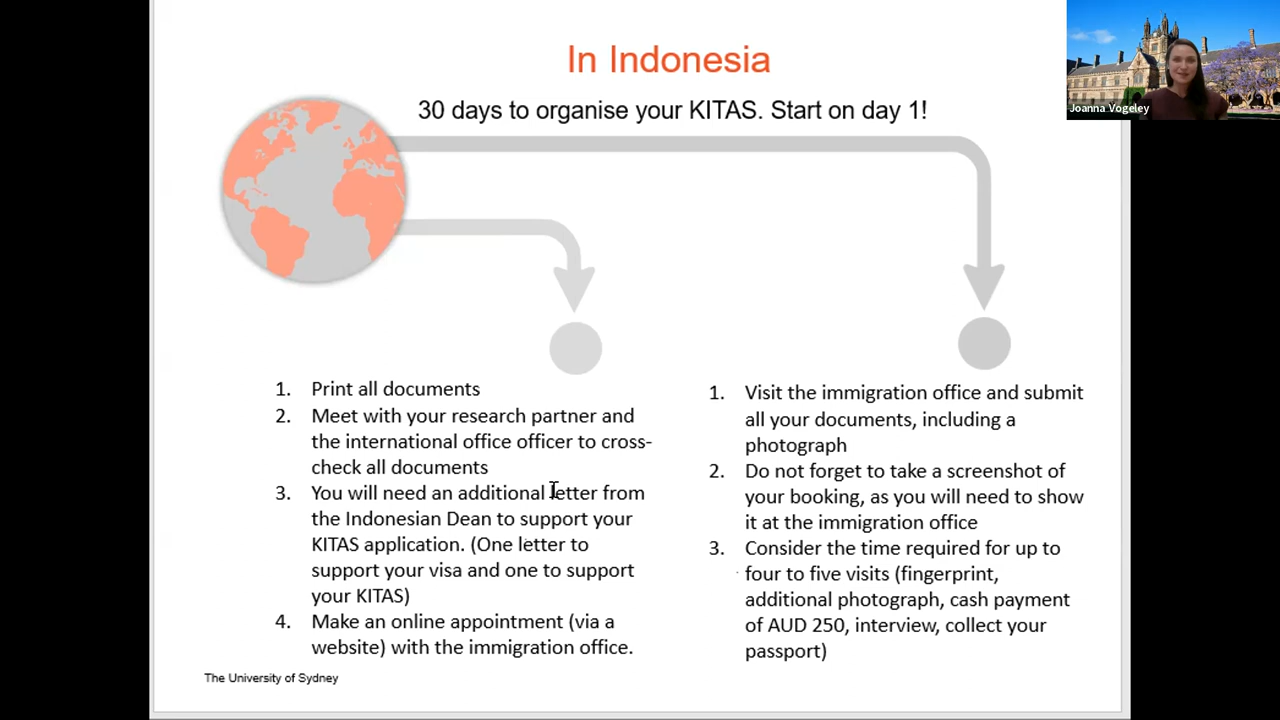 In Indonesia
30 days to organise your KITAS. Start on day 1!
Joanna Vogeley
1. Print all documents
2. Meet with your research partner and
the international office officer to cross-
check all documents
3. You will need an additional letter from
the Indonesian Dean to support your
KITAS application. (One letter to
support your visa and one to support
your KITAS)
4. Make an online appointment (via a
website) with the immigration office.
1. Visit the immigration office and submit
all your documents, including a
photograph
2. Do not forget to take a screenshot of
your booking, as you will need to show
it at the immigration office
3. Consider the time required for up to
four to five visits (fingerprint,
additional photograph, cash payment
of AUD 250, interview, collect your
passport)
The University of Sydney